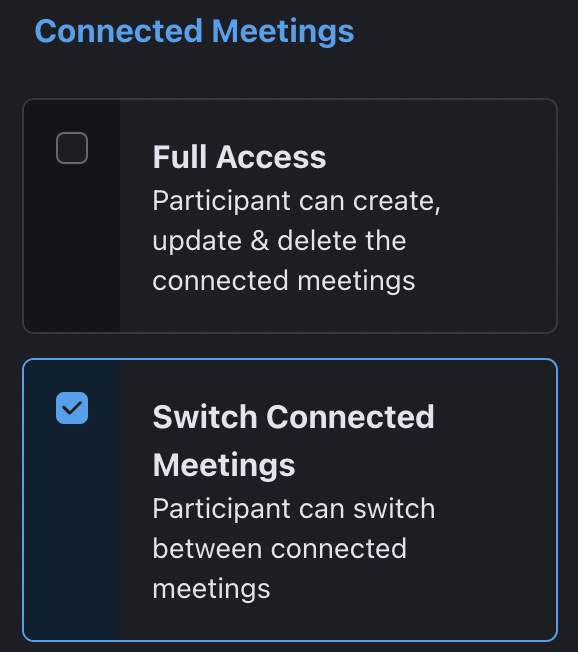 Connected Meetings
Full Access
Participant can create,
update & delete the
connected meetings
Switch Connected
Meetings
Participant can switch
between connected
meetings